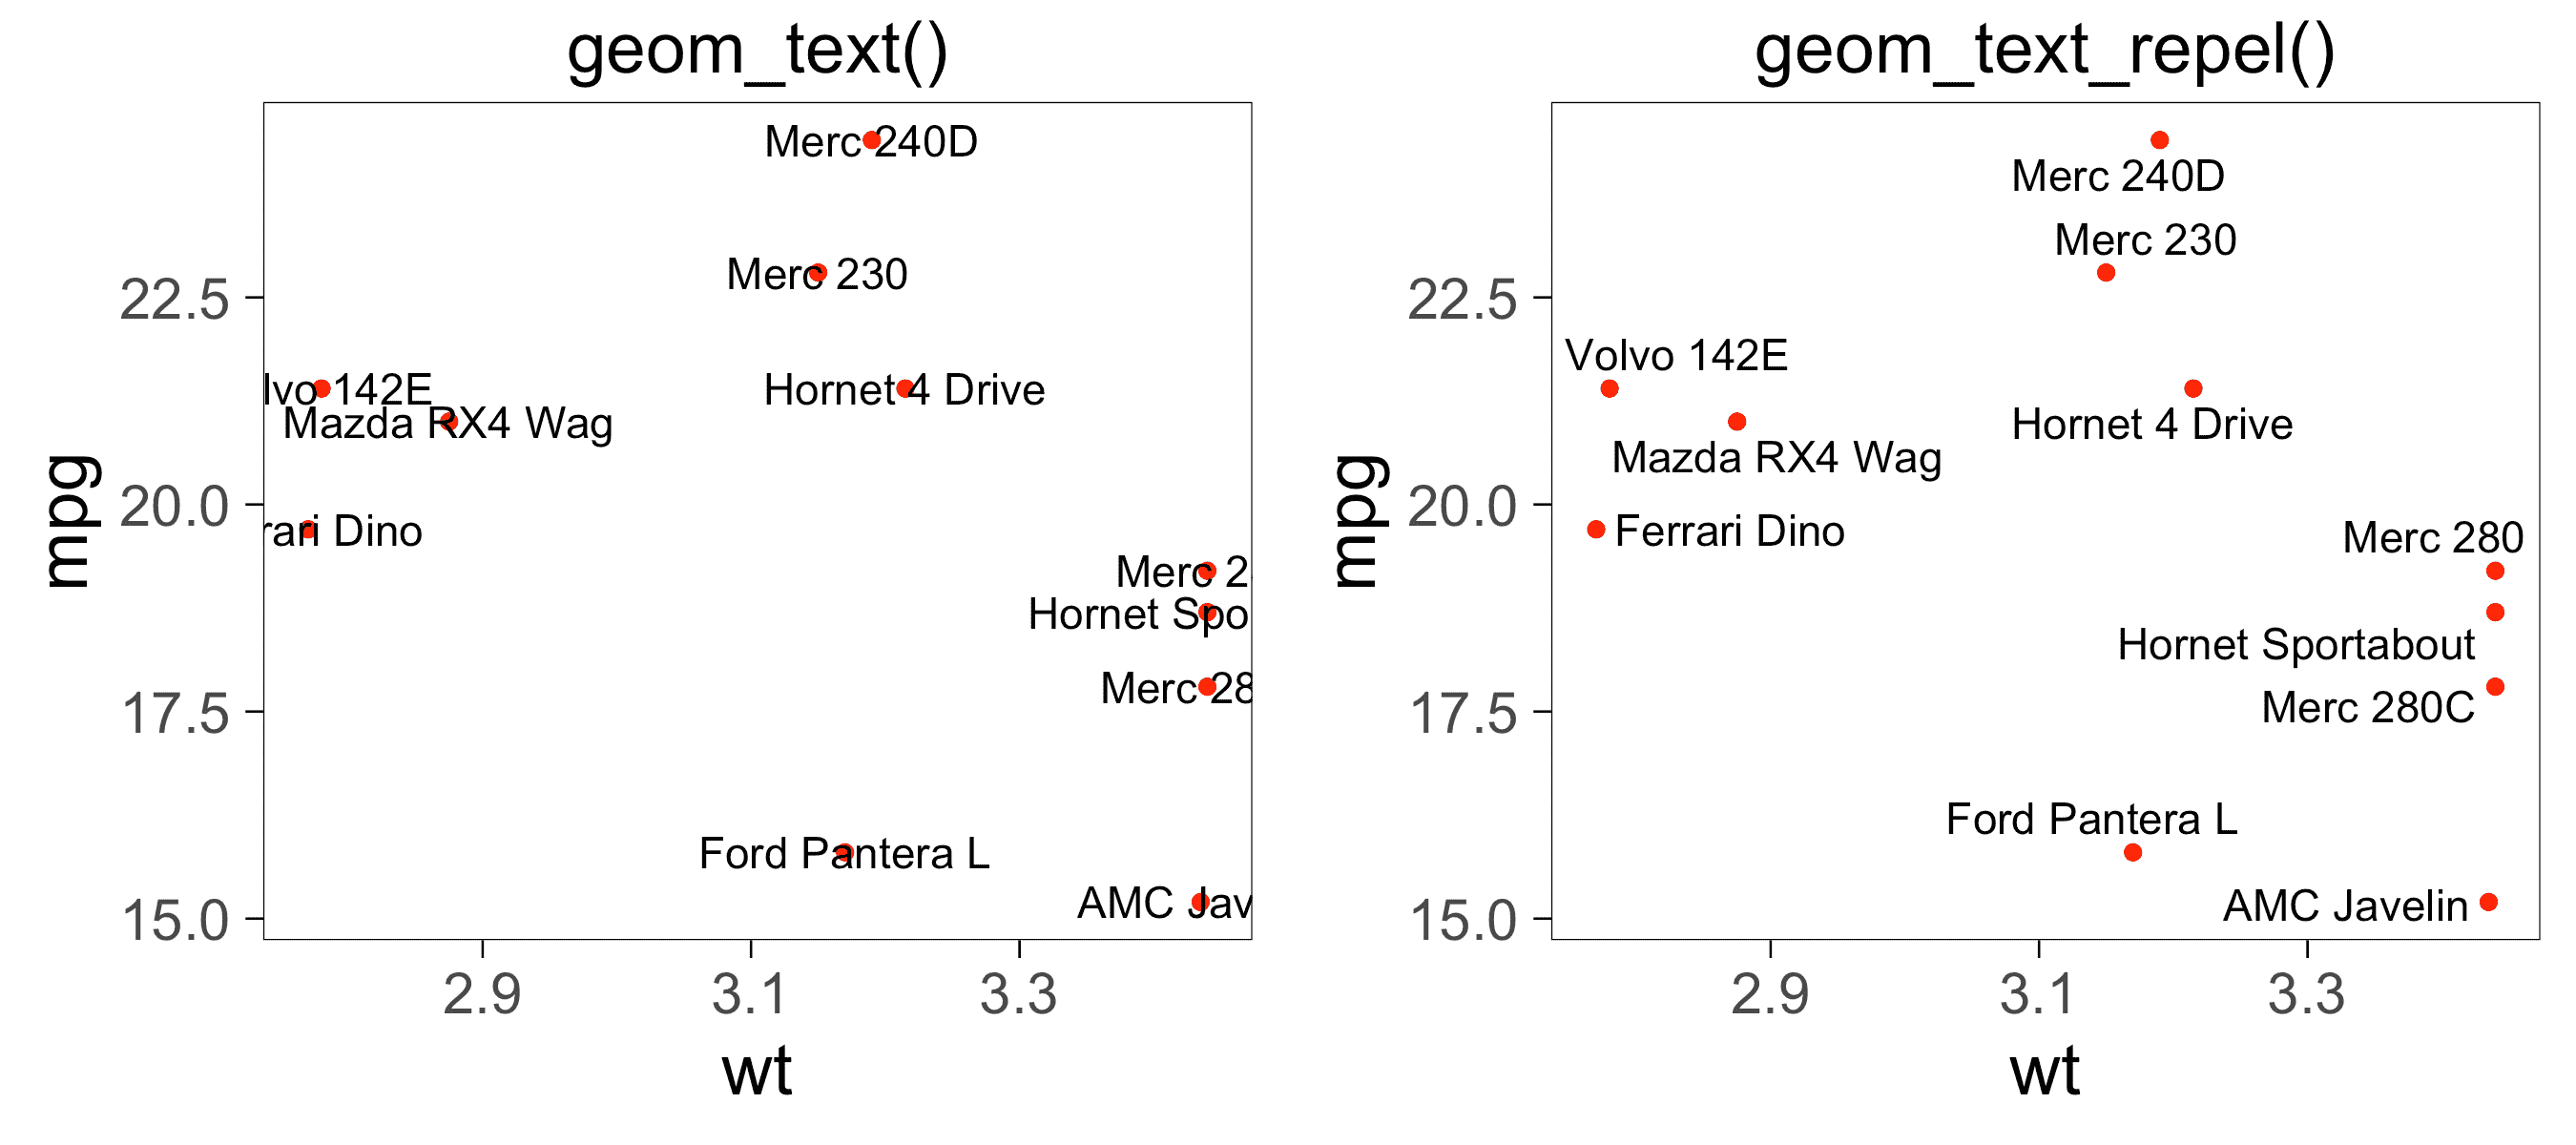 geom_text()
Merc 240D
Merc 230
22.5
lvo 142E
Hornet 4 Drive
Mazda RX4 Wag
mpg
20.0
rari Dino
Merc 2
Hornet Spo
Merc 28
17.5
Ford Pantera L
AMC Jav
15.0
2.9 3.1 3.3
wt
geom_text_repel()
Merc 240D
Merc 230
22.5
Volvo 142E
Hornet 4 Drive
Mazda RX4 Wag
mpg
20.0
Ferrari Dino
Merc 280
Hornet Sportabout
Merc 280C
17.5
Ford Pantera L
AMC Javelin
15.0
2.9 3.1 3.3
wt